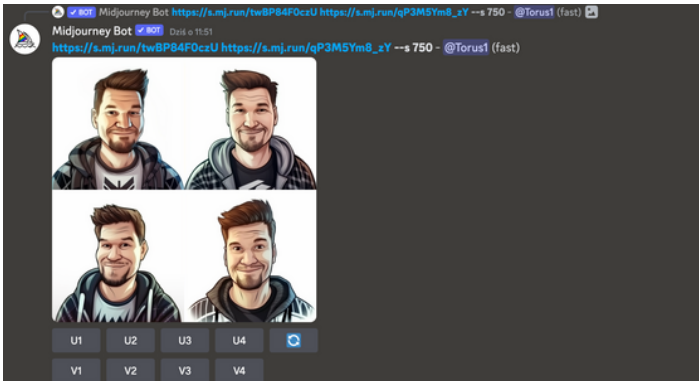 ✓ BOT Midjourney Bot https://s.mj.run/twBP84F0czU https://s.mj.run/qP3M5Ym8_zY --s 750 - @Torus1 (fast)
Midjourney Bot ✓ BOT Dziś o 11:51
https://s.mj.run/twBP84F0czU https://s.mj.run/qP3M5Ym8_zY --s 750 - @Torus1 (fast)
U1 U2 U3 U4
V1 V2 V3 V4